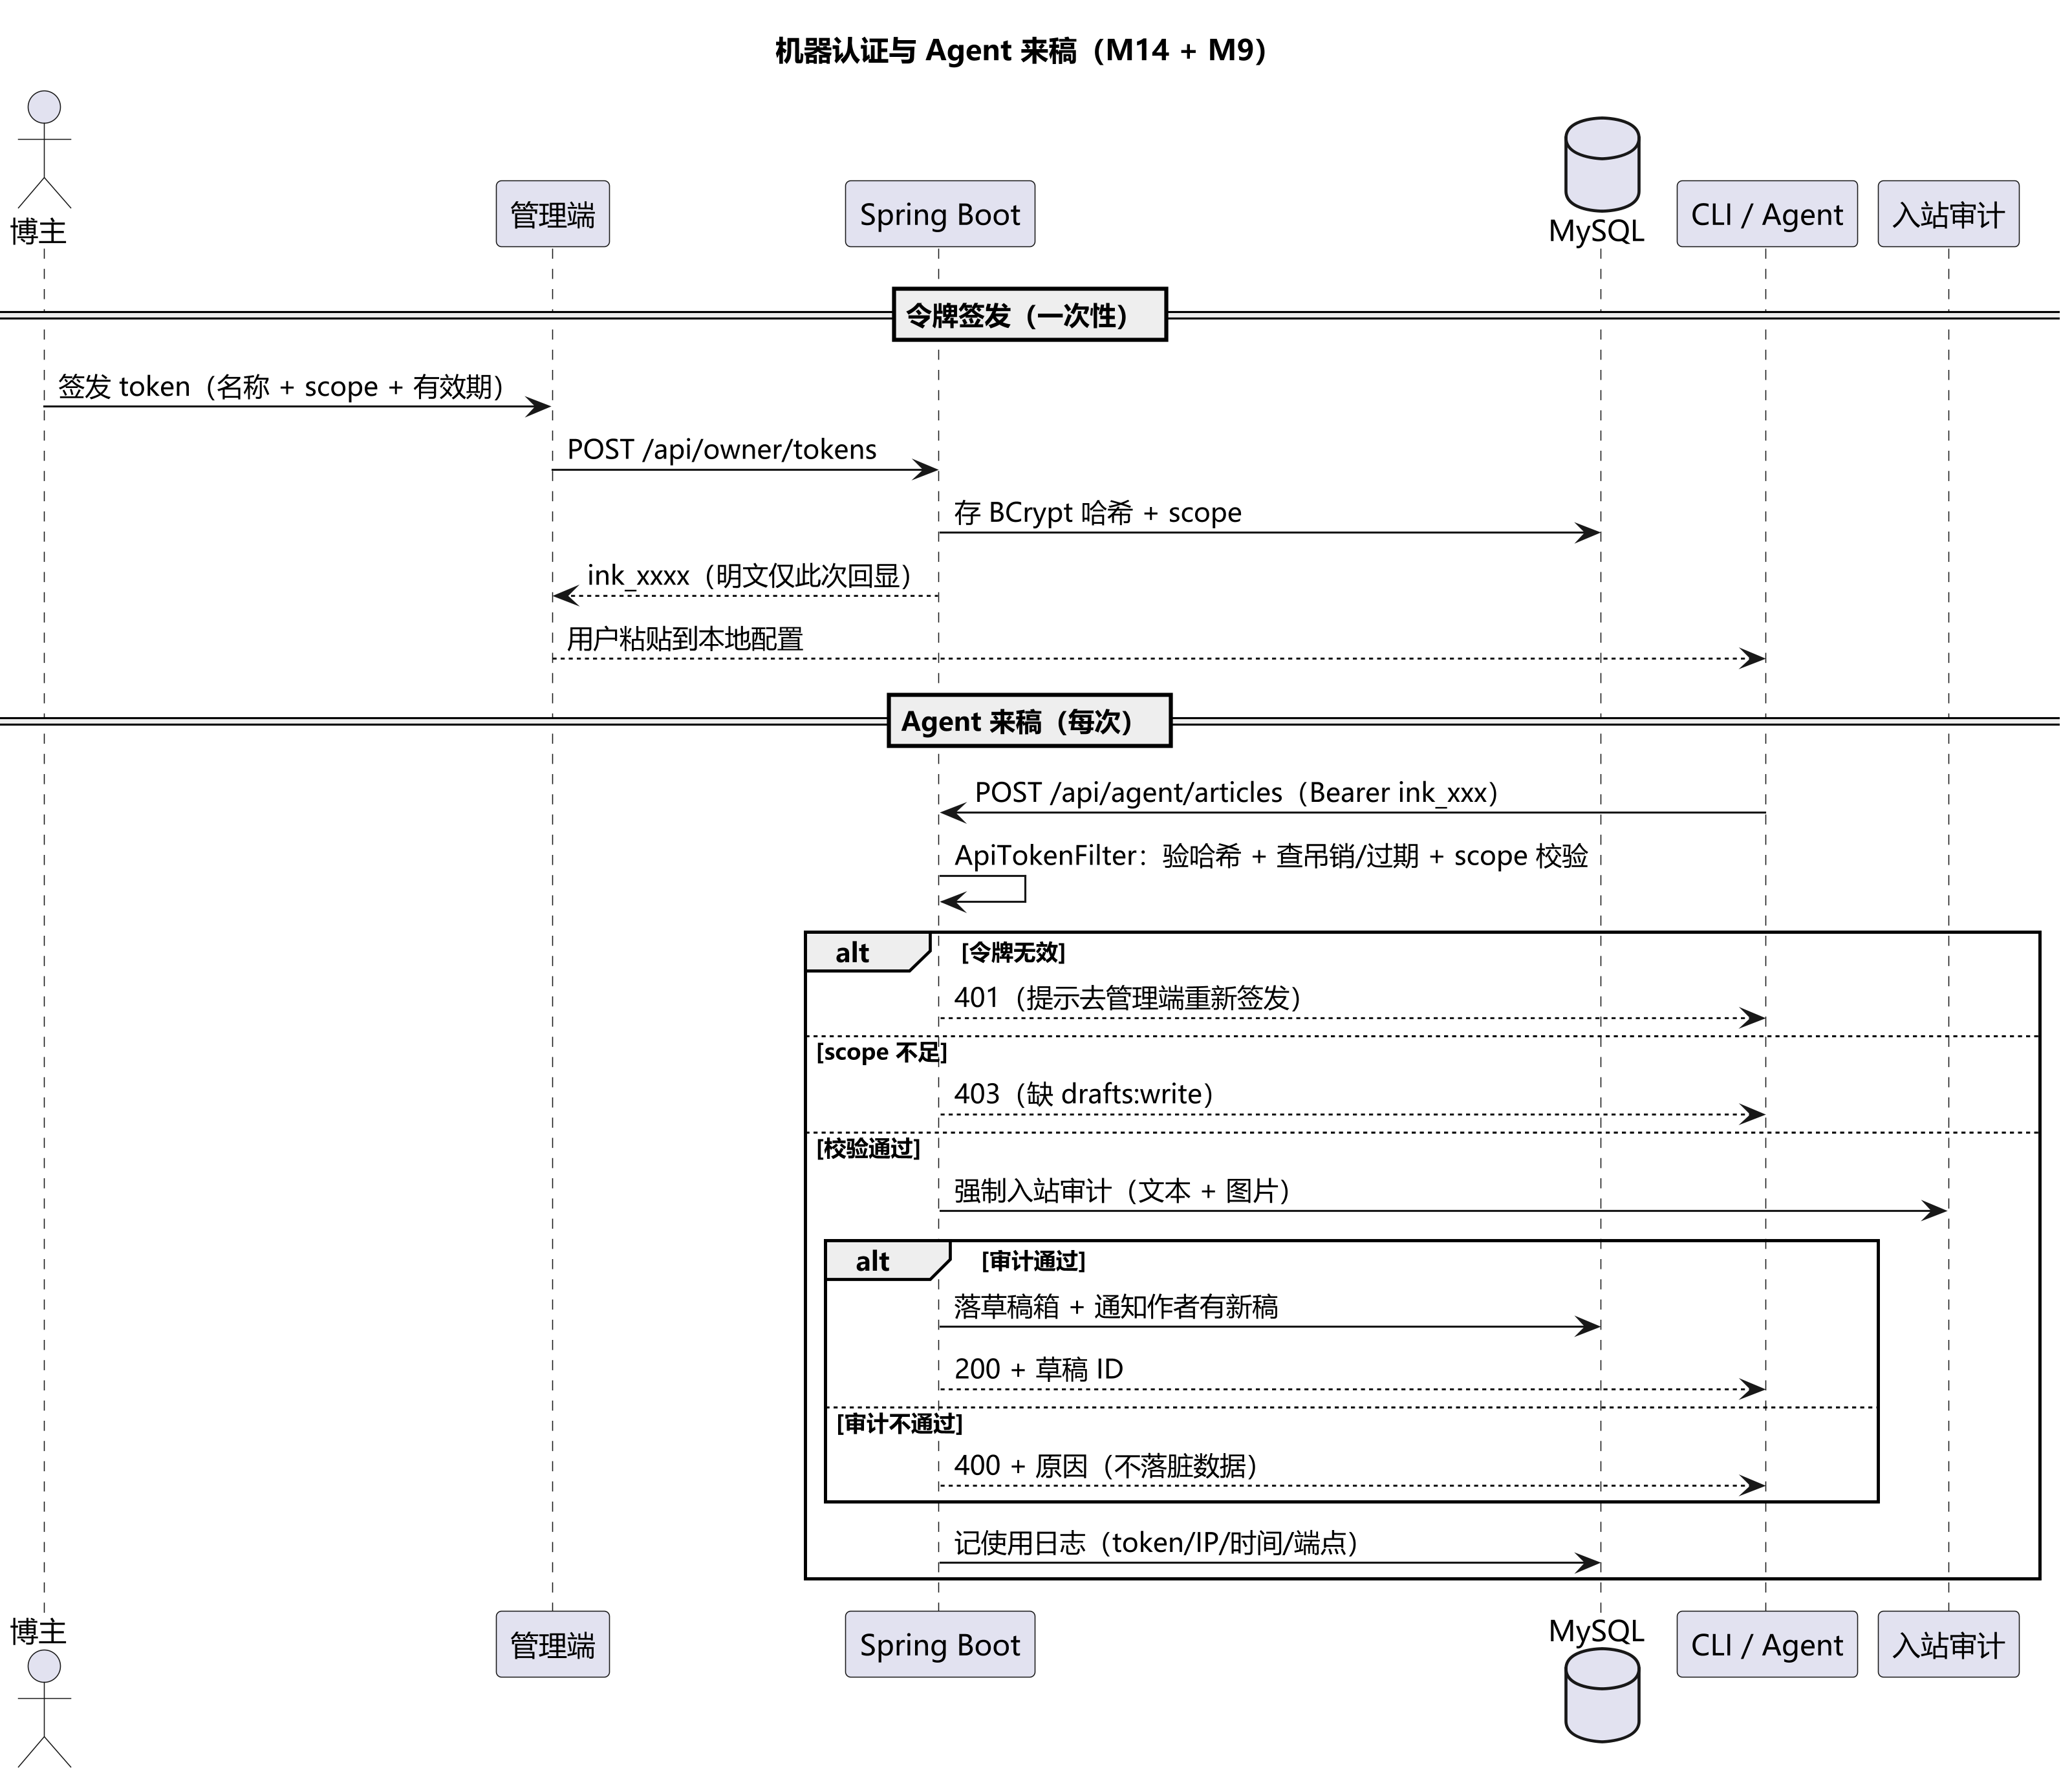 机器认证与 Agent 来稿（M14 + M9）
博主
管理端
Spring Boot
MySQL
CLI / Agent
入站审计
令牌签发（一次性）
签发 token（名称 + scope + 有效期）
POST /api/owner/tokens
存 BCrypt 哈希 + scope
ink_xxxx（明文仅此次回显）
用户粘贴到本地配置
Agent 来稿（每次）
POST /api/agent/articles（Bearer ink_xxx）
ApiTokenFilter：验哈希 + 查吊销/过期 + scope 校验
alt [令牌无效]
401（提示去管理端重新签发）
[scope 不足]
403（缺 drafts:write）
[校验通过]
强制入站审计（文本 + 图片）
alt [审计通过]
落草稿箱 + 通知作者有新稿
200 + 草稿 ID
[审计不通过]
400 + 原因（不落脏数据）
记使用日志（token/IP/时间/端点）
博主
管理端
Spring Boot
MySQL
CLI / Agent
入站审计